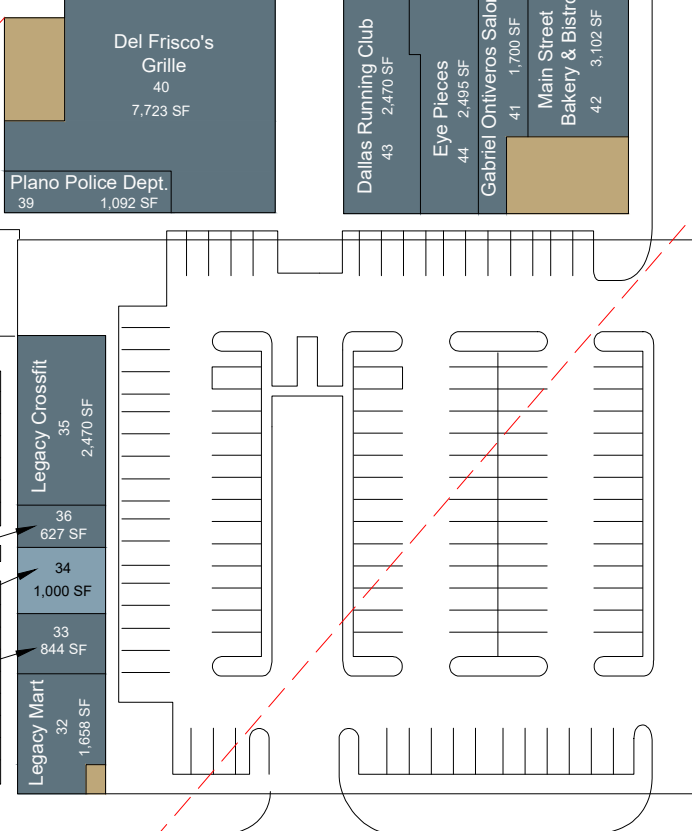 Del Frisco's
Grille
40
7,723 SF
Plano Police Dept.
39 1,092 SF
Dallas Running Club
43 2,470 SF
Eye Pieces
44 2,495 SF
Gabriel Ontiveros Salon
41 1,700 SF
Main Street
Bakery & Bistro
42 3,102 SF
Legacy Crossfit
35
2,470 SF
36
627 SF
34
1,000 SF
33
844 SF
Legacy Mart
32
1,658 SF